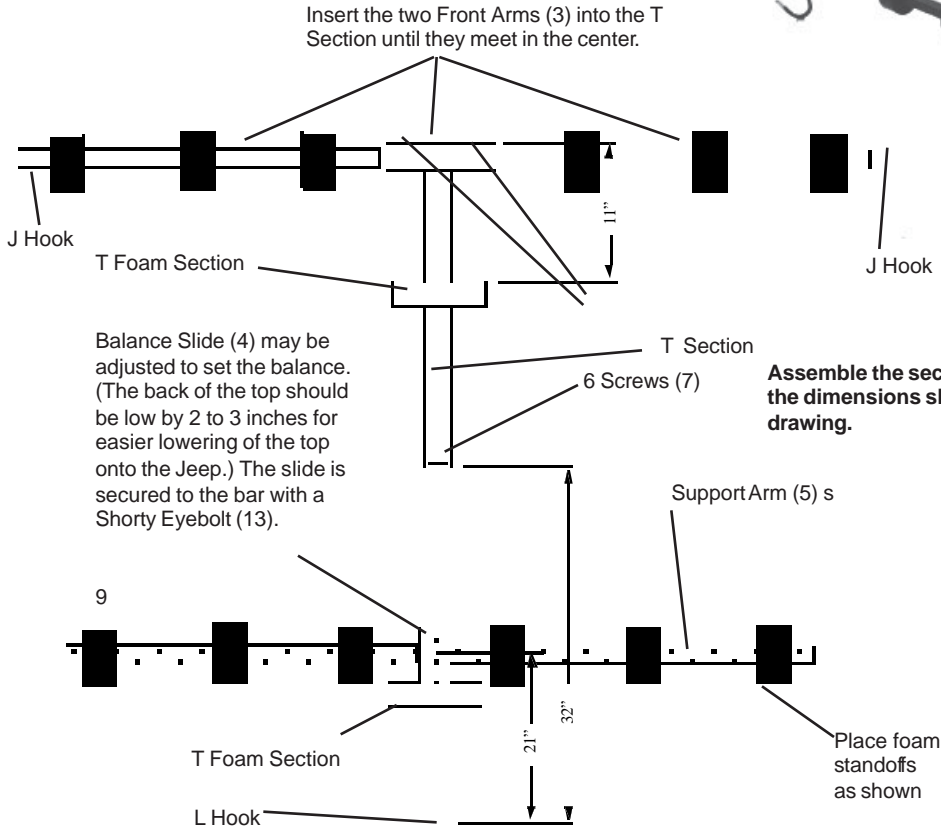 Insert the two Front Arms (3) into the T
Section until they meet in the center.
11"
J Hook
J Hook
T Foam Section
T Section
Balance Slide (4) may be
adjusted to set the balance.
(The back of the top should
be low by 2 to 3 inches for
easier lowering of the top
onto the Jeep.) The slide is
secured to the bar with a
Shorty Eyebolt (13).
6 Screws (7)
Assemble the sec
the dimensions s
drawing.
Support Arm (5) s
9
21"
32"
T Foam Section
Place foam
standoffs
as shown
L Hook